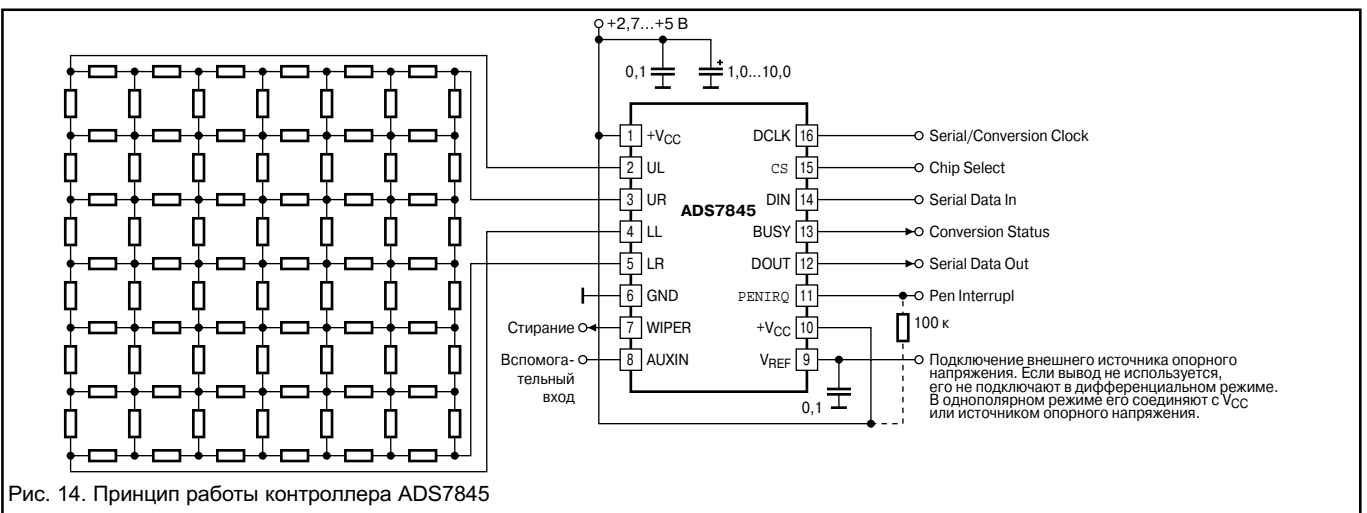 +2,7...+5 В
0,1
+
1,0...10,0
1 +VCC
2 UL
3 UR
4 LL
5 LR
6 GND
7 WIPER
8 AUXIN
ADS7845
DCLK 16
CS 15
DIN 14
BUSY 13
DOUT 12
PENIRQ 11
+VCC 10
VREF 9
Serial/Conversion Clock
Chip Select
Serial Data In
Conversion Status
Serial Data Out
Pen Interrupl
100 к
Стирание
Вспомога-
тельный
вход
0,1
Подключение внешнего источника опорного
напряжения. Если вывод не используется,
его не подключают в дифференциальном режиме.
В однополярном режиме его соединяют с VCC
или источником опорного напряжения.
Рис. 14. Принцип работы контроллера ADS7845